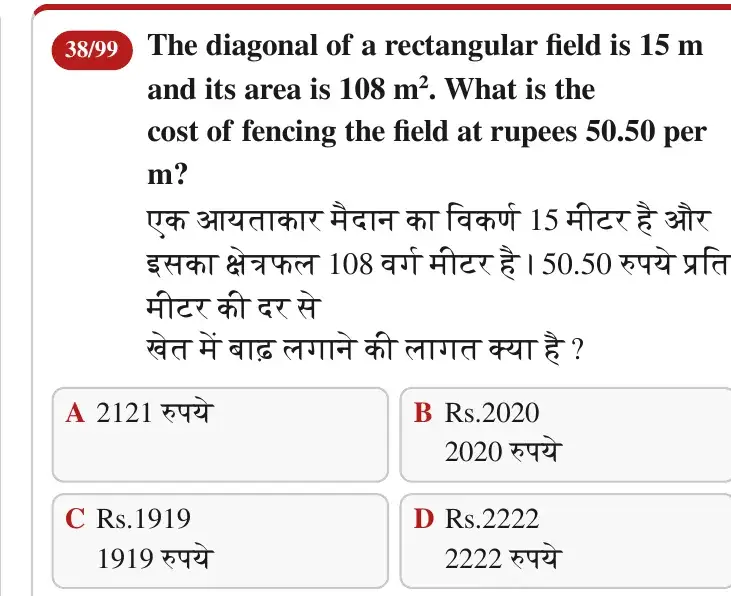 38/99 The diagonal of a rectangular field is 15 m
and its area is 108 m². What is the
cost of fencing the field at rupees 50.50 per
m?
एक आयताकार मैदान का विकर्ण 15 मीटर है और
इसका क्षेत्रफल 108 वर्ग मीटर है। 50.50 रुपये प्रति
मीटर की दर से
खेत में बाढ़ लगाने की लागत क्या है ?
A 2121 रुपये
B Rs.2020
2020 रुपये
C Rs.1919
1919 रुपये
D Rs.2222
2222 रुपये